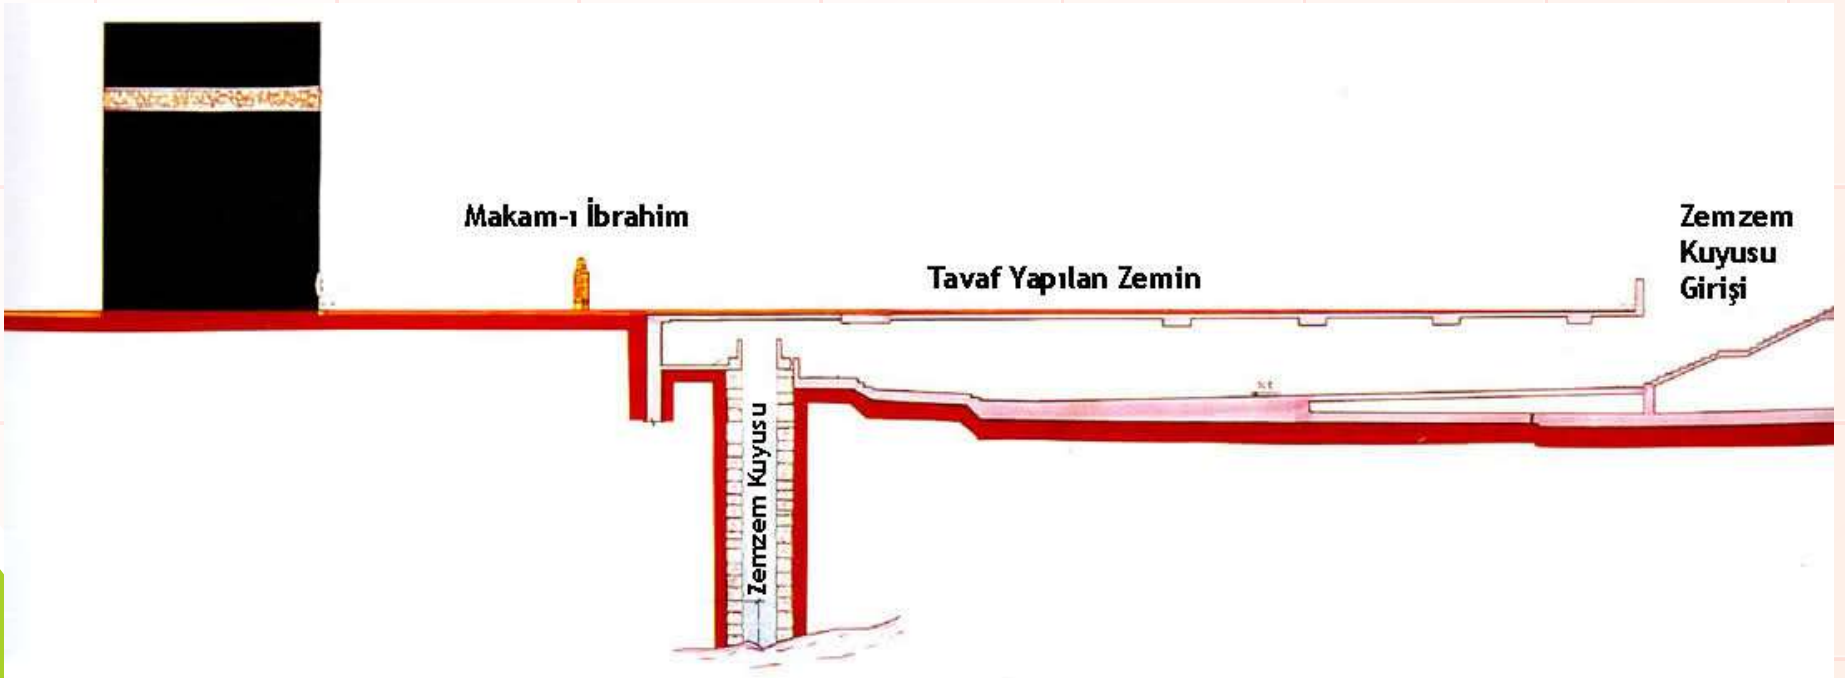 Makam-ı İbrahim
Tavaf Yapılan Zemin
Zemzem
Kuyusu
Girişi
Zemzem Kuyusu